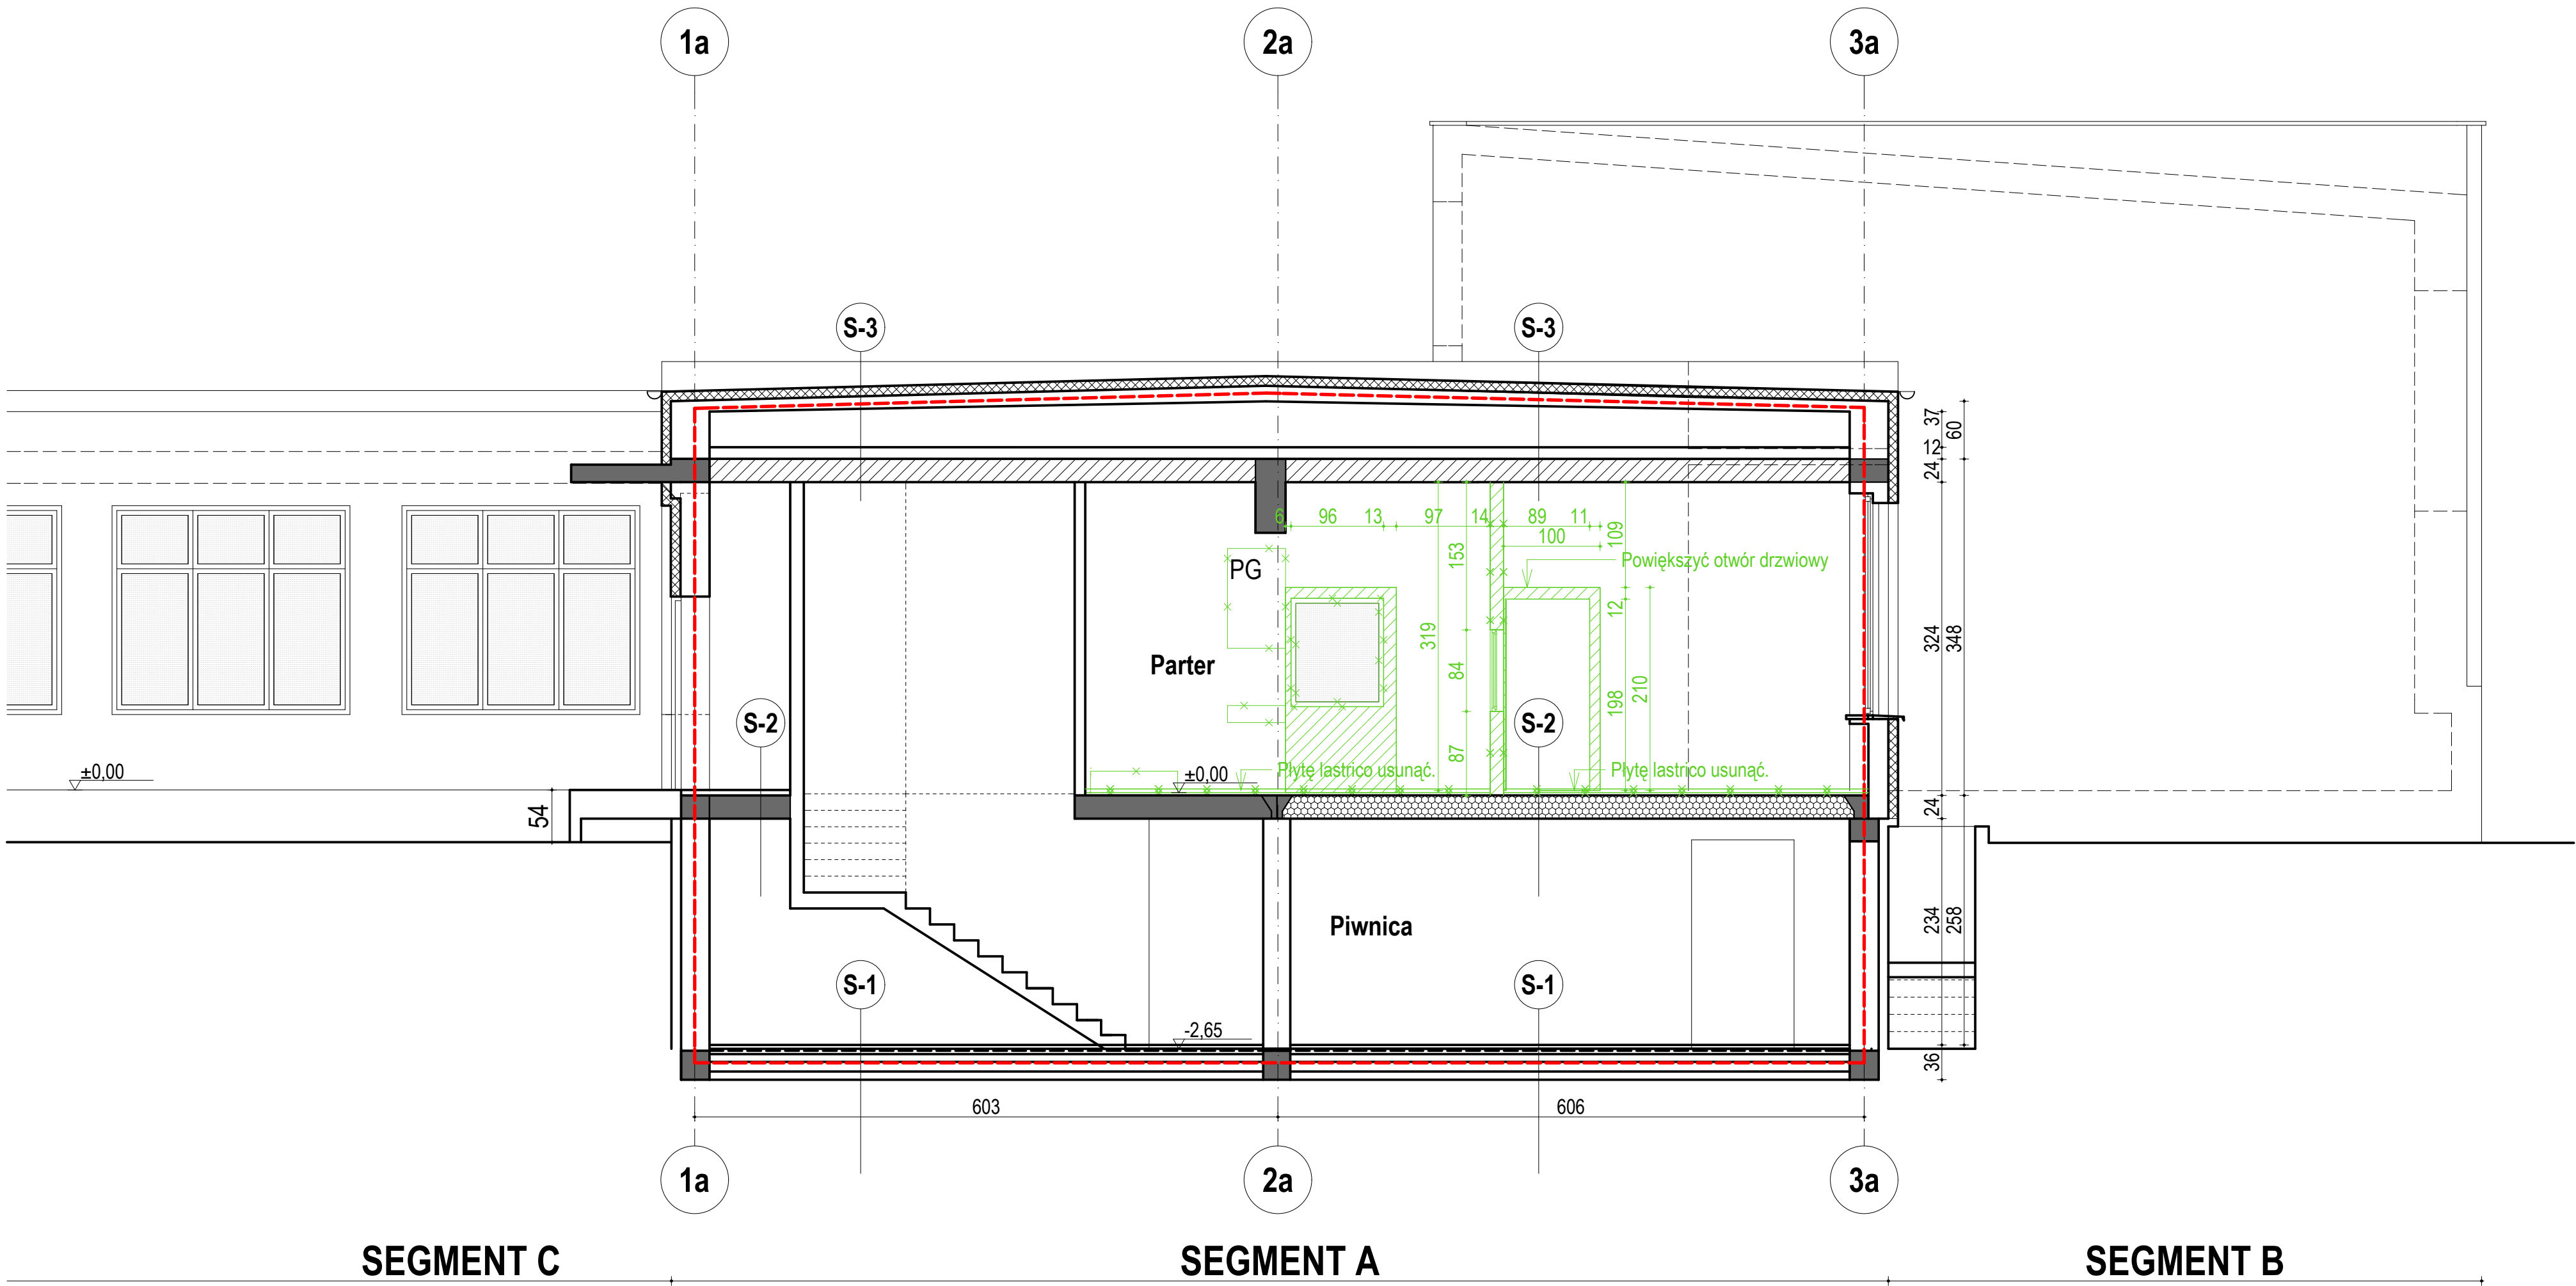 1a 2a 3a
S-3 S-3
37
60
12
24
6 96 13 97 14 89 11
100
109
153
Powiększyć otwór drzwiowy
PG
12
319
324
348
Parter
84
198
210
S-2 S-2
87
±0,00
±0,00
Płytę lastrico usunąć.
Płytę lastrico usunąć.
54
24
Piwnica
234
258
S-1 S-1
-2,65
36
603 606
1a 2a 3a
SEGMENT C SEGMENT A SEGMENT B